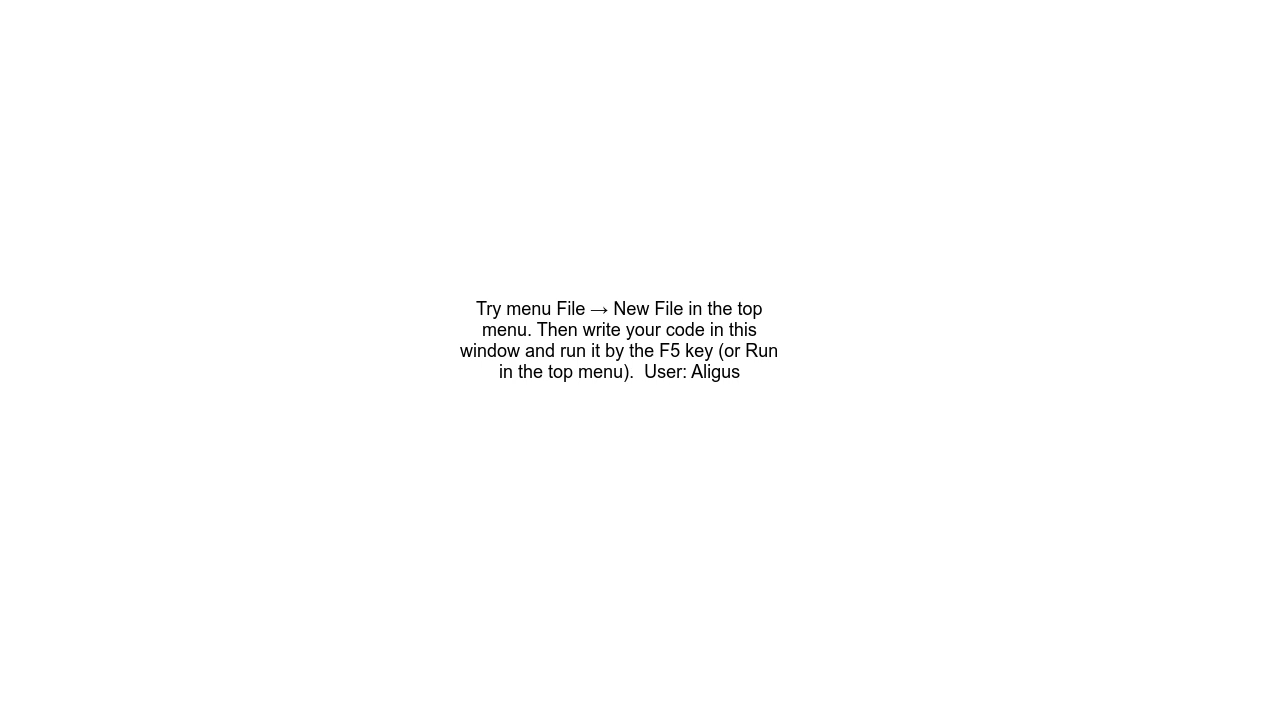 Try menu File → New File in the top
menu. Then write your code in this
window and run it by the F5 key (or Run
in the top menu).  User: Aligus